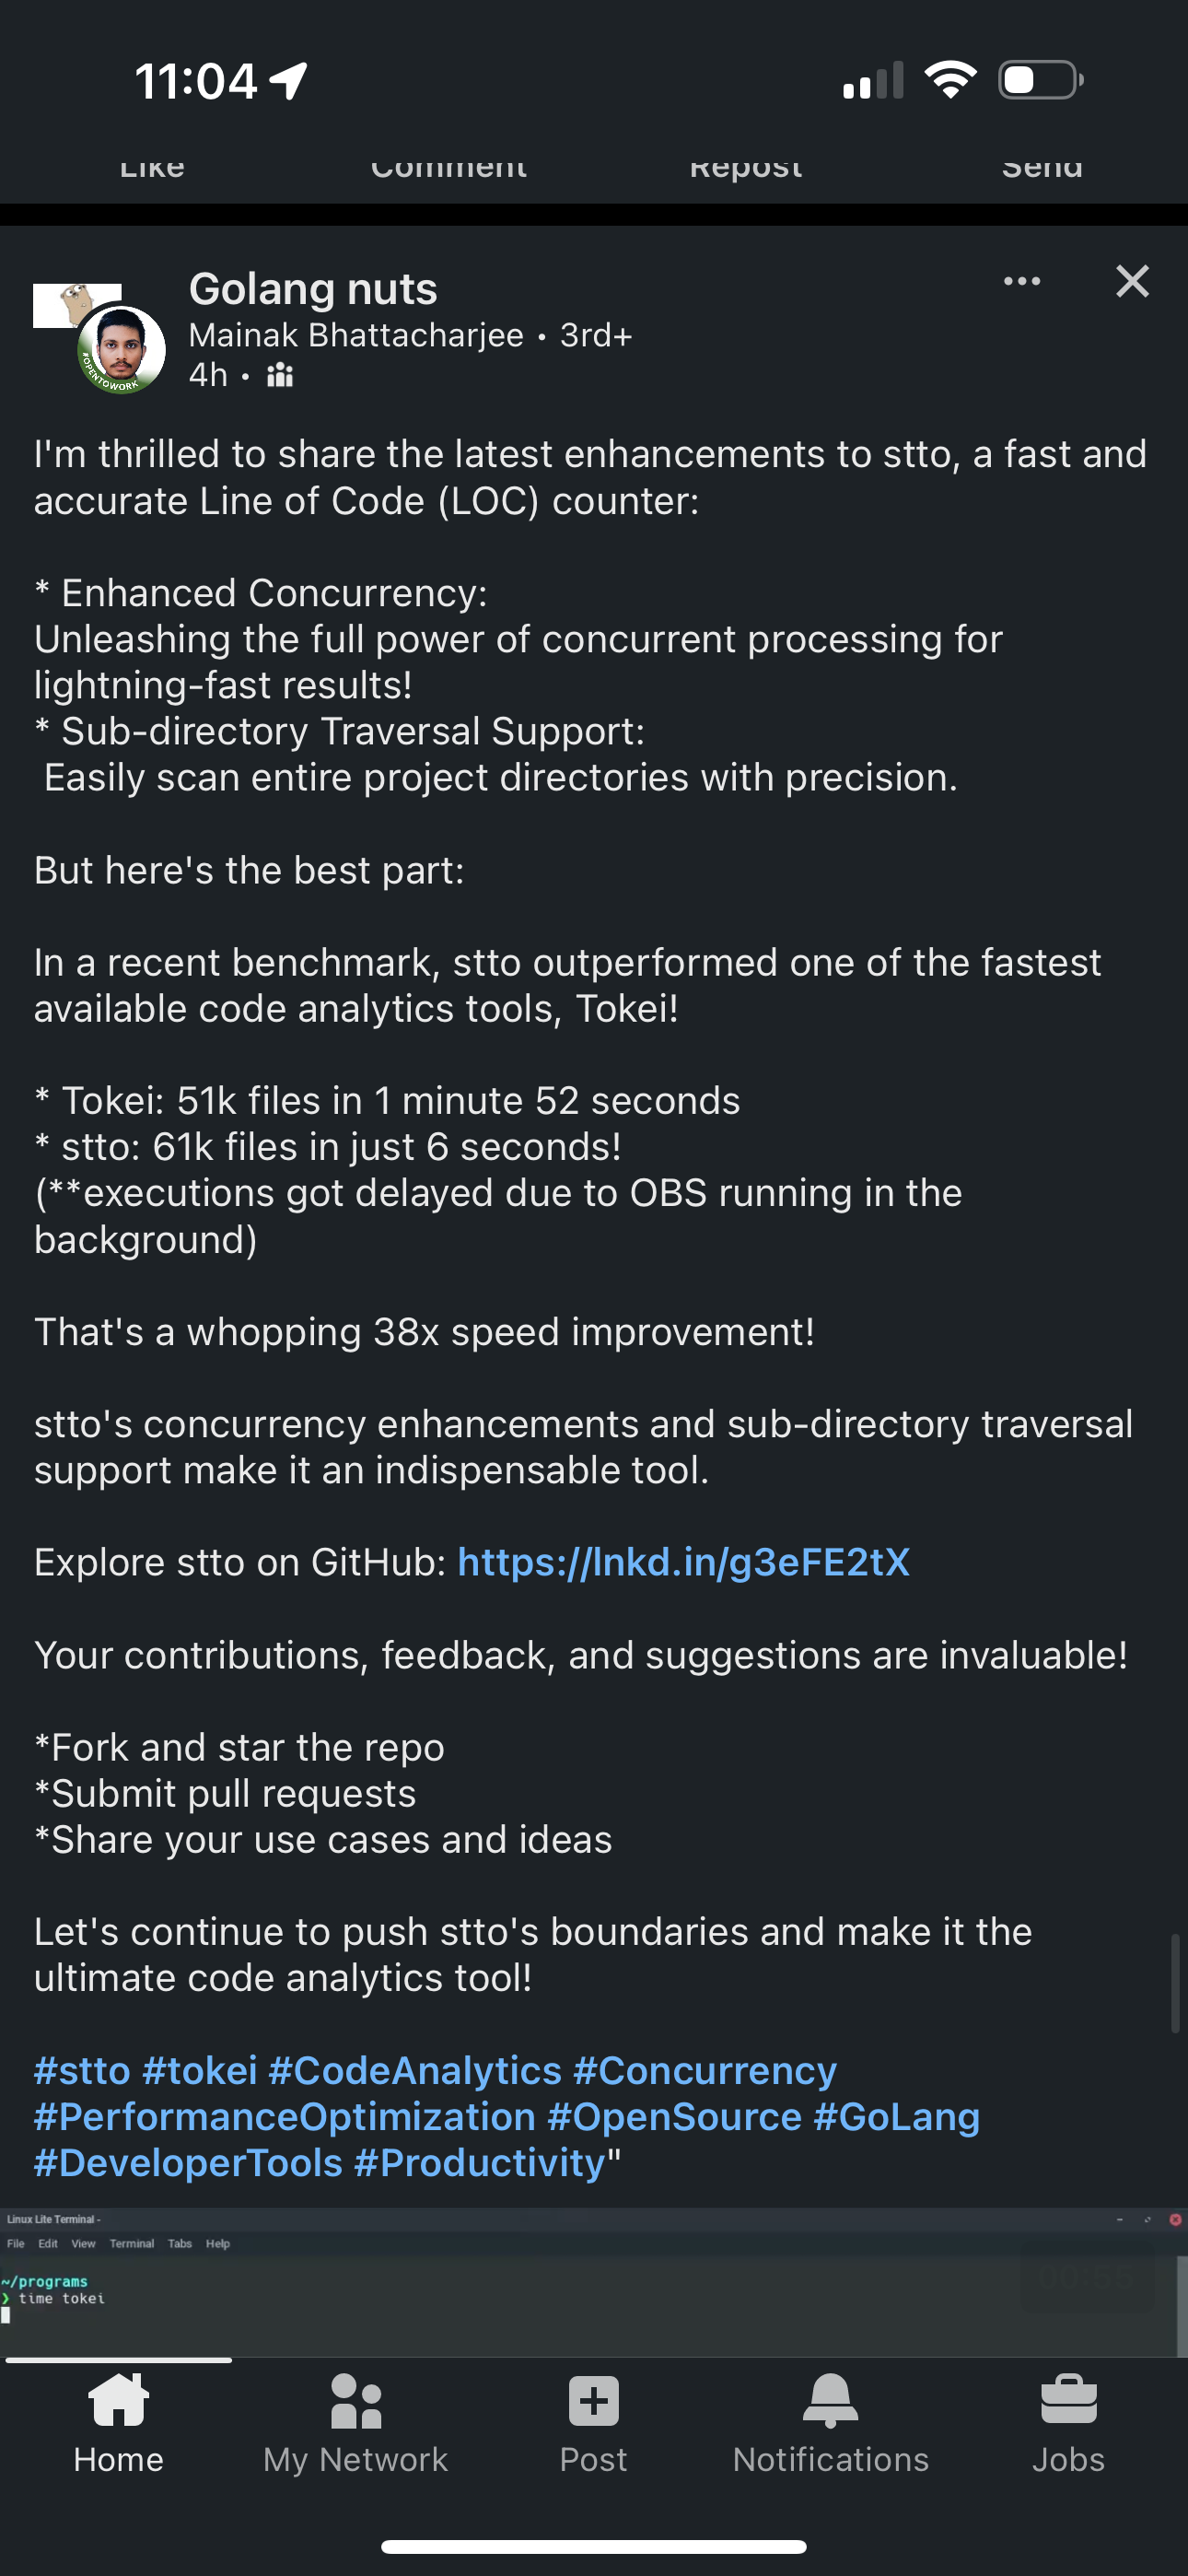 11:04
Like Comment Repost Send
Golang nuts
Mainak Bhattacharjee • 3rd+
4h •
#OPENTOWORK
I'm thrilled to share the latest enhancements to stto, a fast and
accurate Line of Code (LOC) counter:
* Enhanced Concurrency:
Unleashing the full power of concurrent processing for
lightning-fast results!
* Sub-directory Traversal Support:
Easily scan entire project directories with precision.
But here's the best part:
In a recent benchmark, stto outperformed one of the fastest
available code analytics tools, Tokei!
* Tokei: 51k files in 1 minute 52 seconds
* stto: 61k files in just 6 seconds!
(**executions got delayed due to OBS running in the
background)
That's a whopping 38x speed improvement!
stto's concurrency enhancements and sub-directory traversal
support make it an indispensable tool.
Explore stto on GitHub: https://lnkd.in/g3eFE2tX
Your contributions, feedback, and suggestions are invaluable!
*Fork and star the repo
*Submit pull requests
*Share your use cases and ideas
Let's continue to push stto's boundaries and make it the
ultimate code analytics tool!
#stto #tokei #CodeAnalytics #Concurrency
#PerformanceOptimization #OpenSource #GoLang
#DeveloperTools #Productivity"
Linux Lite Terminal -
File Edit View Terminal Tabs Help
~/programs
❯ time tokei
00:55
Home My Network Post Notifications Jobs